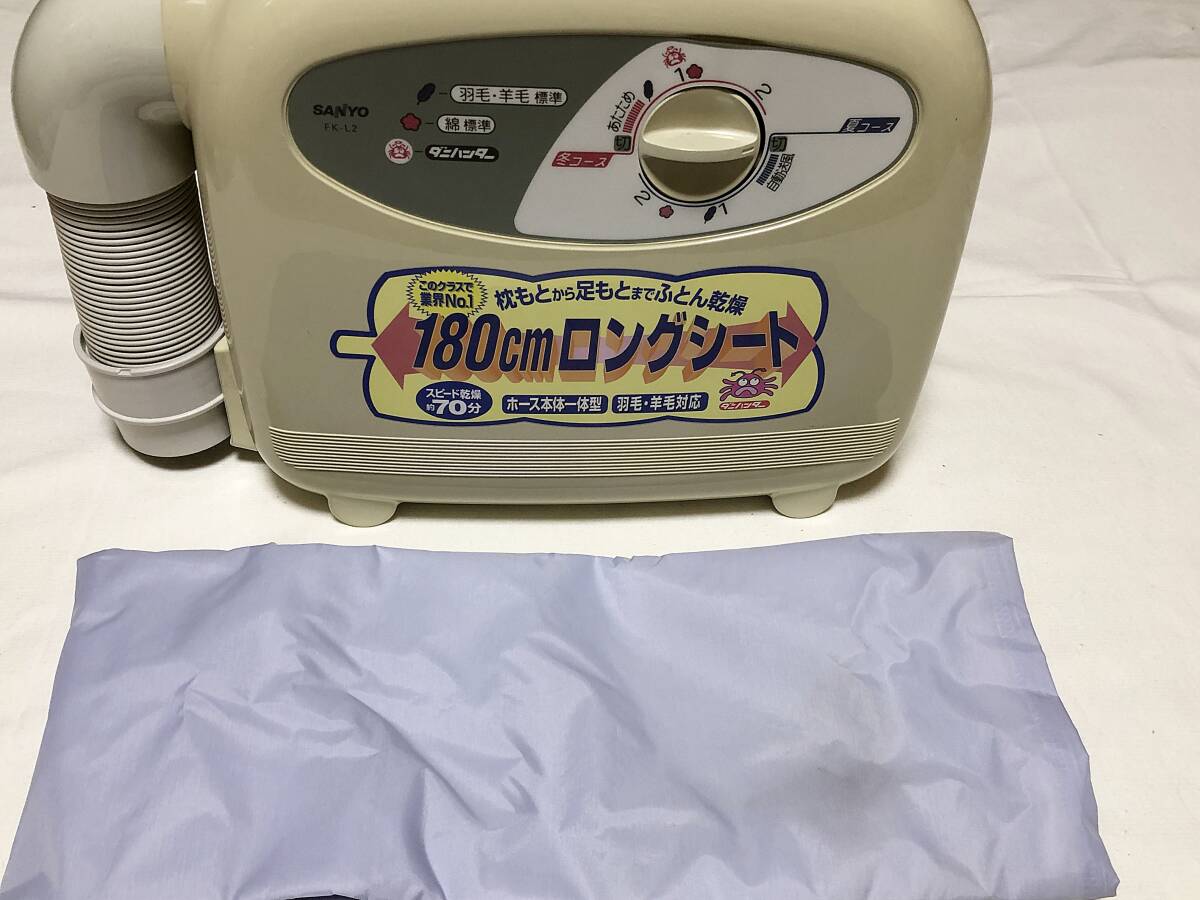 SANYO
FK-L2
羽毛・羊毛 標準
綿 標準
ダニハンター
あたため
1
2
切
冬コース
夏コース
切
自動送風
2
1
このクラスで
業界No.1
枕もとから足もとまでふとん乾燥
180cmロングシート
スピード乾燥
約70分
ホース本体一体型
羽毛・羊毛対応
ダニハンター